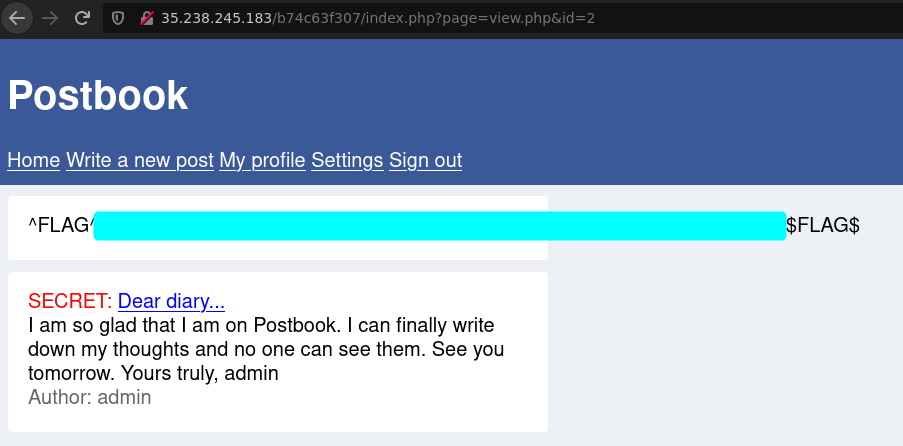 35.238.245.183/b74c63f307/index.php?page=view.php&id=2
Postbook
Home Write a new post My profile Settings Sign out
^FLAG^ $FLAG$
SECRET: Dear diary...
I am so glad that I am on Postbook. I can finally write
down my thoughts and no one can see them. See you
tomorrow. Yours truly, admin
Author: admin